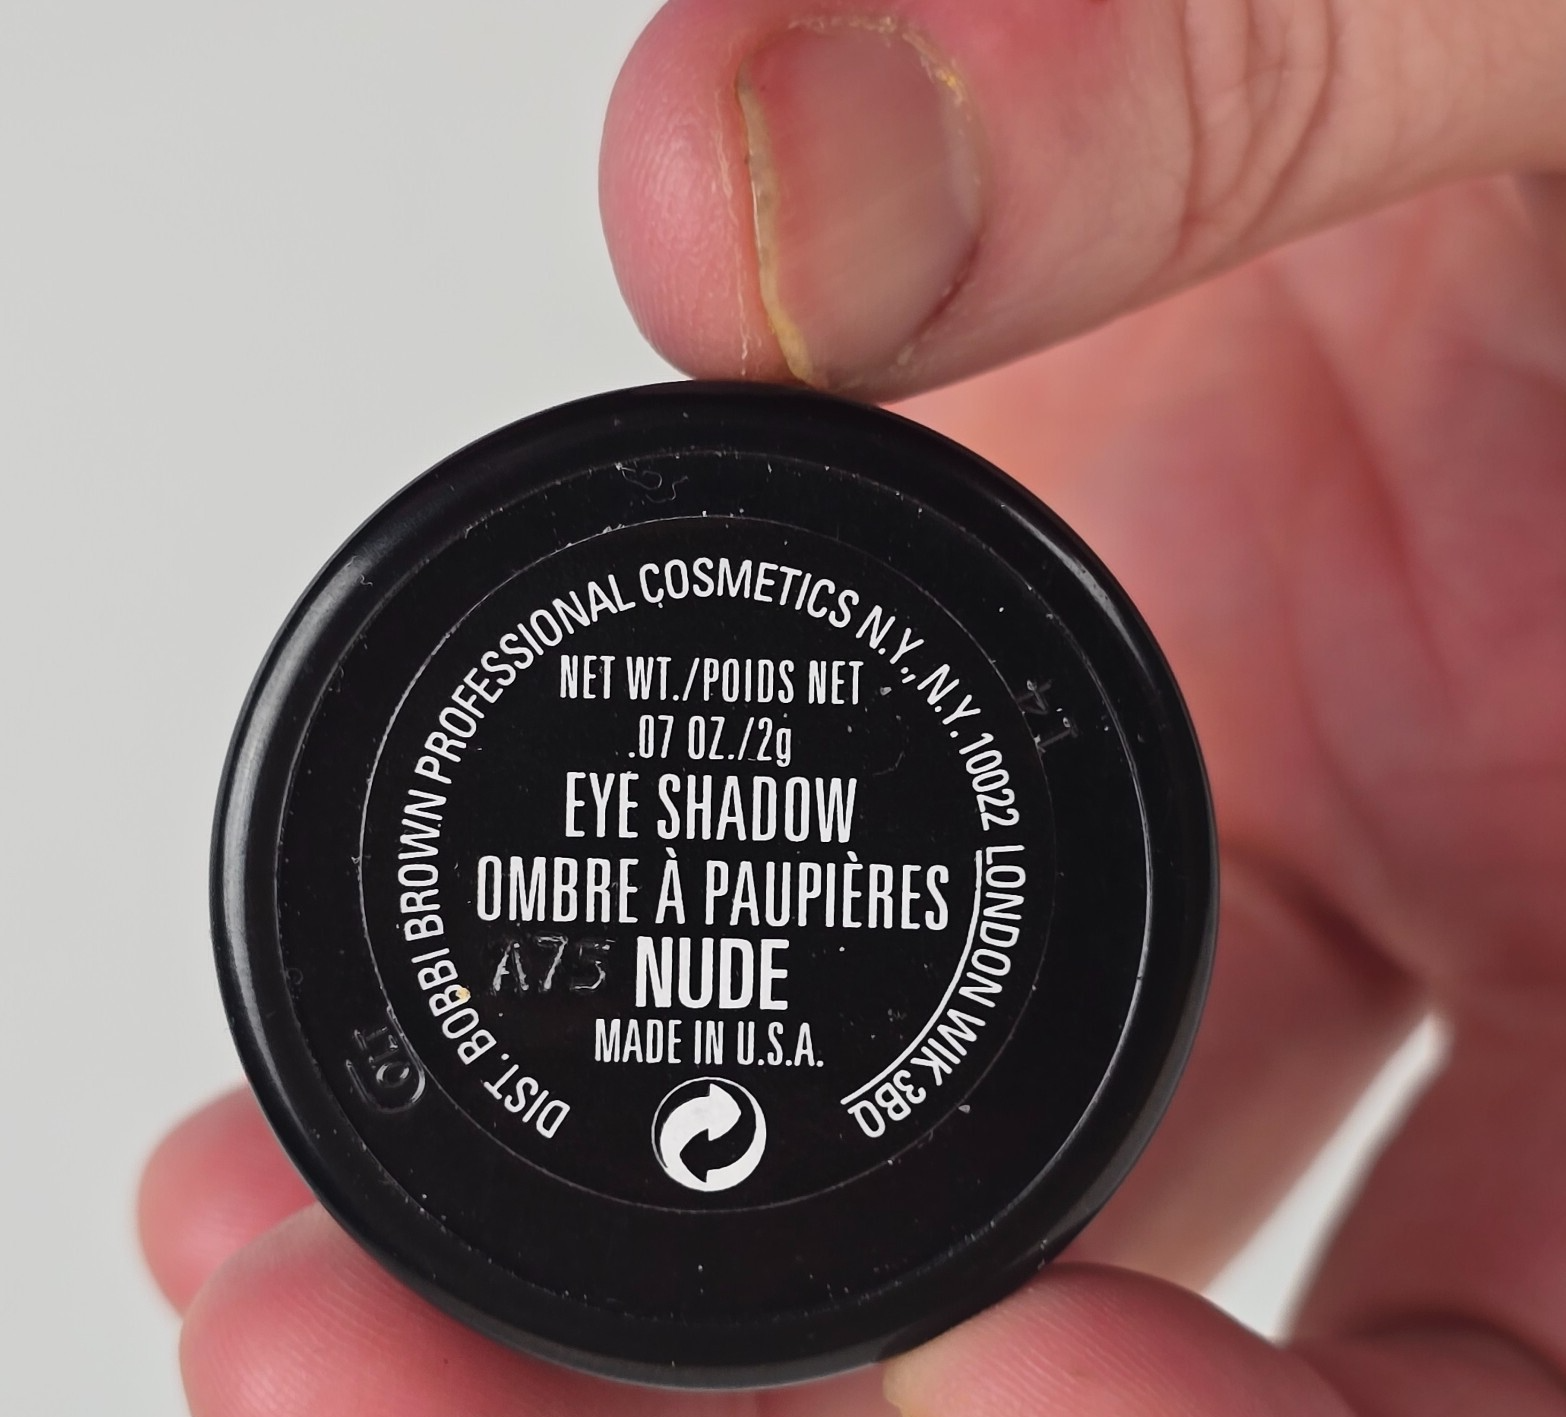 DIST. BOBBI BROWN PROFESSIONAL COSMETICS N.Y., N.Y. 10022 LONDON WIK 3BQ
NET WT./POIDS NET
.07 OZ./2g
EYE SHADOW
OMBRE À PAUPIÈRES
A75 NUDE
MADE IN U.S.A.